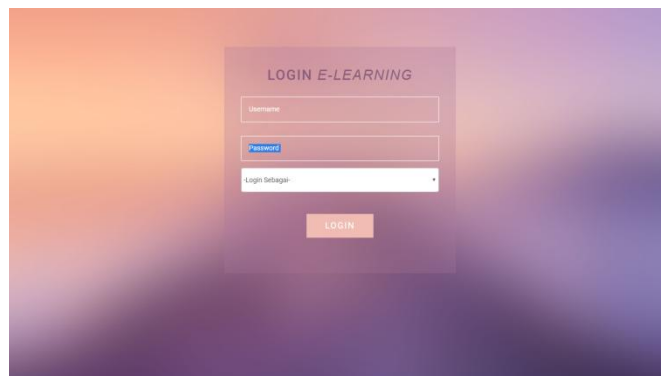 LOGIN E-LEARNING
Username
Password
-Login Sebagai-
LOGIN